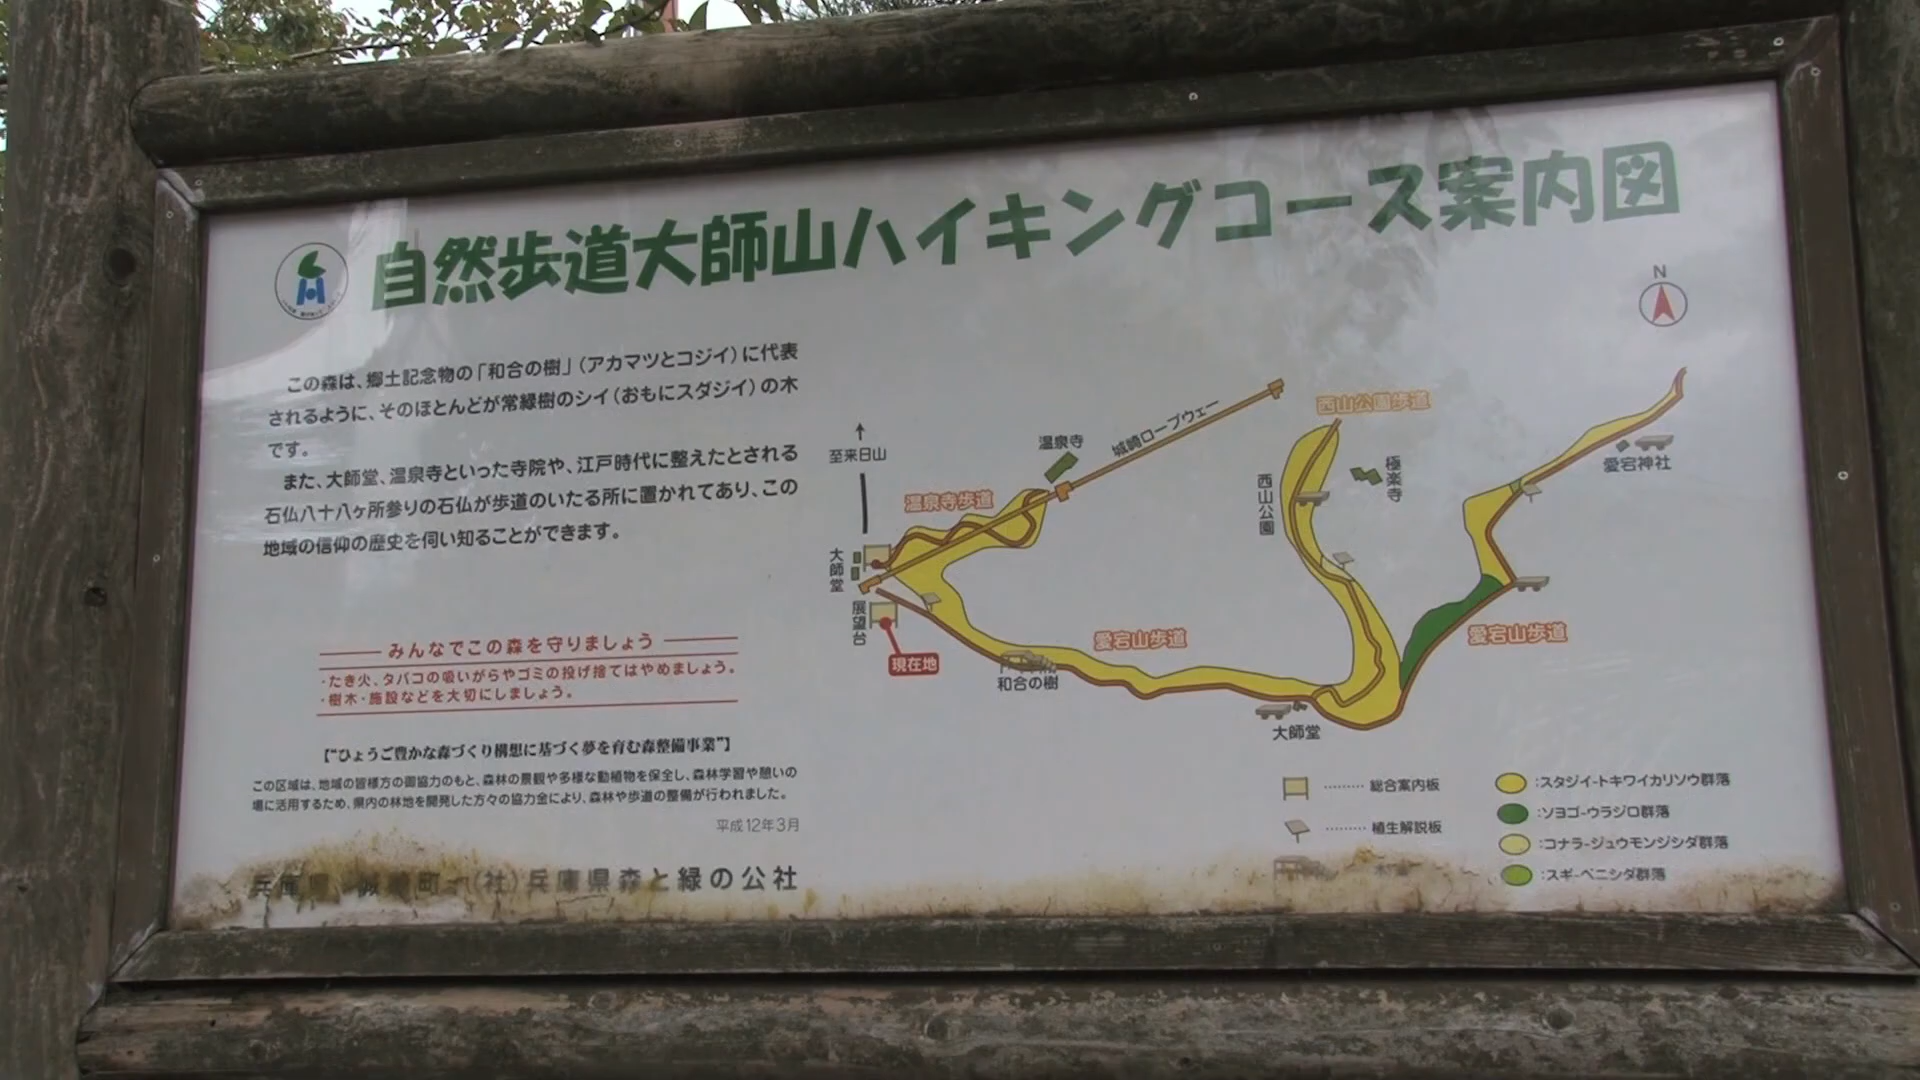 自然歩道大師山ハイキングコース案内図
この森は、郷土記念物の「和合の樹」(アカマツとコジイ)に代表
されるように、そのほとんどが常緑樹のシイ(おもにスダジイ)の木
です。
また、大師堂、温泉寺といった寺院や、江戸時代に整えたとされる
石仏八十八ヶ所参りの石仏が歩道のいたる所に置かれてあり、この
地域の信仰の歴史を伺い知ることができます。
みんなでこの森を守りましょう
・たき火、タバコの吸いがらやゴミの投げ捨てはやめましょう。
・樹木・施設などを大切にしましょう。
【“ひょうご豊かな森づくり構想に基づく夢を育む森整備事業”】
この区域は、地域の皆様方の御協力のもと、森林の景観や多様な動植物を保全し、森林学習や憩いの
場に活用するため、県内の林地を開発した方々の協力金により、森林や歩道の整備が行われました。
平成12年3月
兵庫県 城崎町 (社)兵庫県森と緑の公社
N
至来日山
温泉寺
城崎ロープウェー
温泉寺歩道
大師堂
展望台
現在地
和合の樹
愛宕山歩道
西山公園歩道
西山公園
極楽寺
愛宕神社
愛宕山歩道
大師堂
総合案内板
植生解説板
:スタジイ-トキワイカリソウ群落
:ソヨゴ-ウラジロ群落
:コナラ-ジュウモンジシダ群落
:スギ-ベニシダ群落